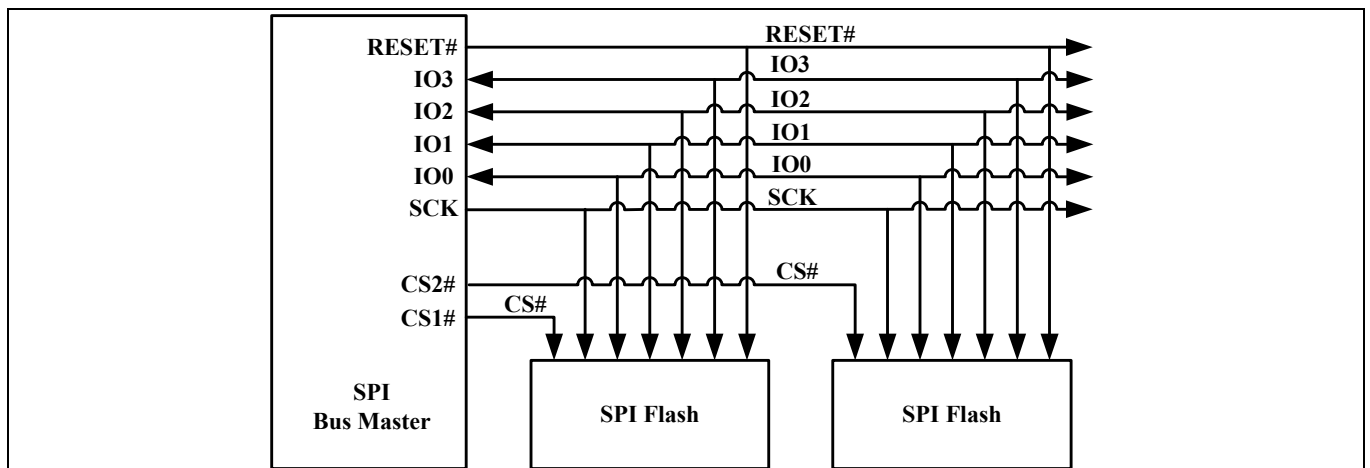 RESET# RESET#
IO3 IO3
IO2 IO2
IO1 IO1
IO0 IO0
SCK SCK
CS2# CS#
CS1# CS#
SPI
Bus Master
SPI Flash
SPI Flash